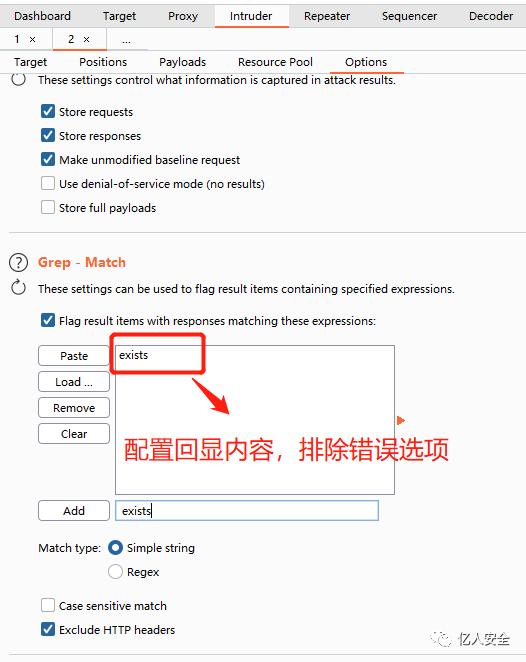 Dashboard Target Proxy Intruder Repeater Sequencer Decoder
1 × 2 × ...
Target Positions Payloads Resource Pool Options
These settings control what information is captured in attack results.
Store requests
Store responses
Make unmodified baseline request
Use denial-of-service mode (no results)
Store full payloads
? Grep - Match
These settings can be used to flag result items containing specified expressions.
Flag result items with responses matching these expressions:
Paste exists
Load ...
Remove
Clear
配置回显内容，排除错误选项
Add exists
Match type: Simple string
Regex
Case sensitive match
Exclude HTTP headers
亿人安全